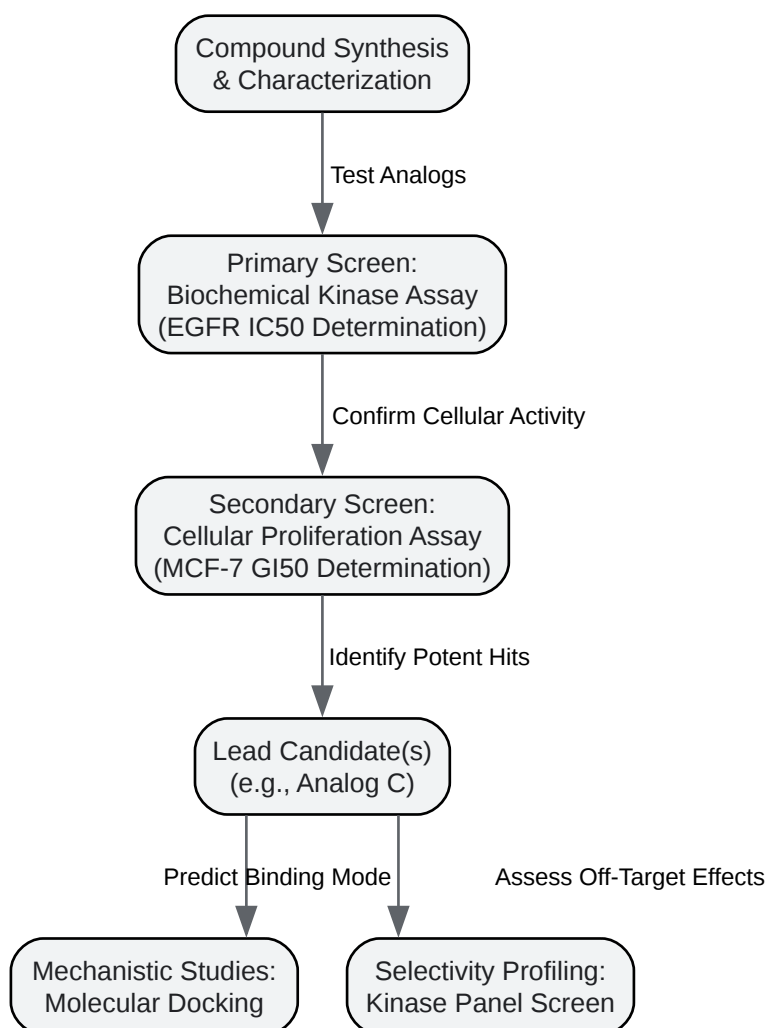 Compound Synthesis
& Characterization
Test Analogs
Primary Screen:
Biochemical Kinase Assay
(EGFR IC50 Determination)
Confirm Cellular Activity
Secondary Screen:
Cellular Proliferation Assay
(MCF-7 GI50 Determination)
Identify Potent Hits
Lead Candidate(s)
(e.g., Analog C)
Predict Binding Mode
Assess Off-Target Effects
Mechanistic Studies:
Molecular Docking
Selectivity Profiling:
Kinase Panel Screen